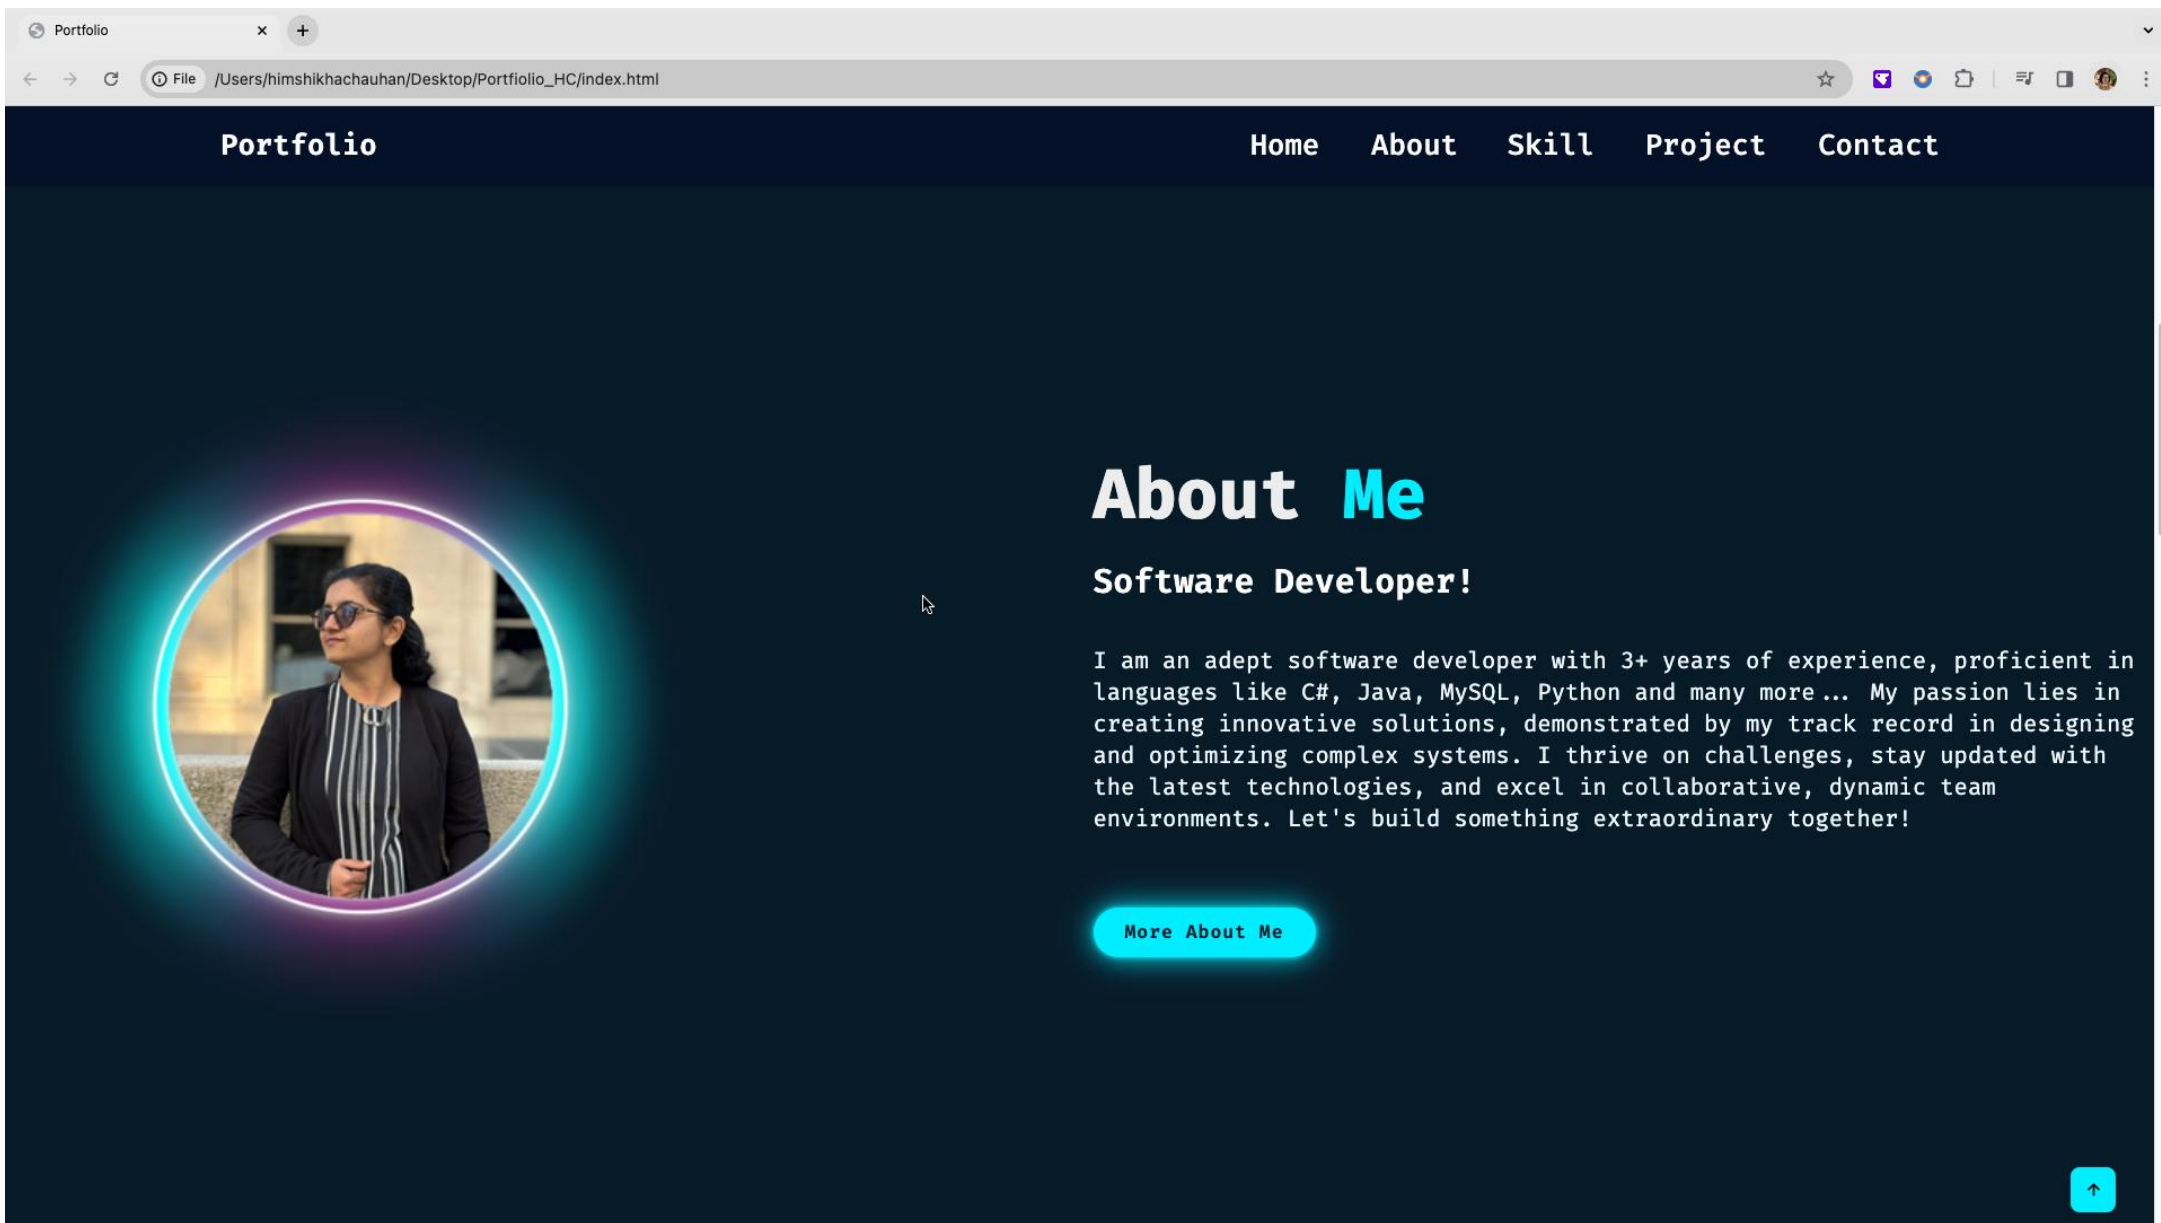 Portfolio
File /Users/himshikhachauhan/Desktop/Portfiolio_HC/index.html
Portfolio Home About Skill Project Contact
About Me
Software Developer!
I am an adept software developer with 3+ years of experience, proficient in
languages like C#, Java, MySQL, Python and many more... My passion lies in
creating innovative solutions, demonstrated by my track record in designing
and optimizing complex systems. I thrive on challenges, stay updated with
the latest technologies, and excel in collaborative, dynamic team
environments. Let's build something extraordinary together!
More About Me